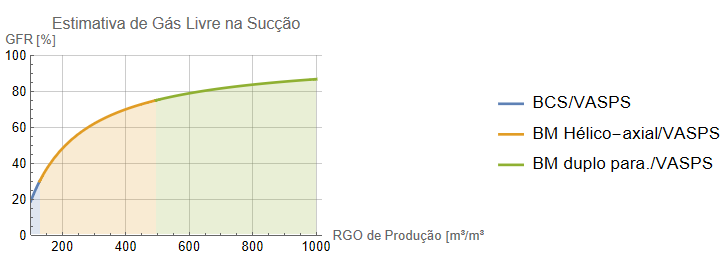 Estimativa de Gás Livre na Sucção
GFR [%]
100
80
60
40
20
0
200 400 600 800 1000
RGO de Produção [m³/m³
BCS/VASPS
BM Hélico-axial/VASPS
BM duplo para./VASPS